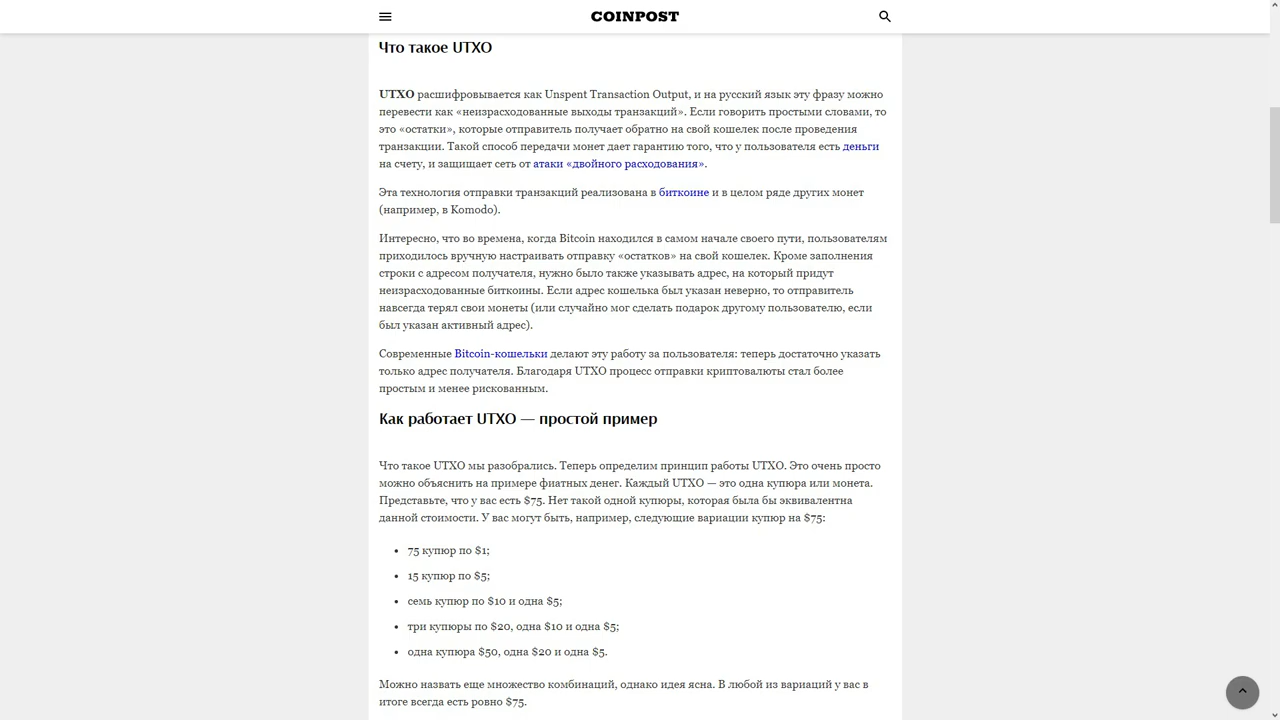 COINPOST
Что такое UTXO
UTXO расшифровывается как Unspent Transaction Output, и на русский язык эту фразу можно
перевести как «неизрасходованные выходы транзакций». Если говорить простыми словами, то
это «остатки», которые отправитель получает обратно на свой кошелек после проведения
транзакции. Такой способ передачи монет дает гарантию того, что у пользователя есть деньги
на счету, и защищает сеть от атаки «двойного расходования».
Эта технология отправки транзакций реализована в биткоине и в целом ряде других монет
(например, в Komodo).
Интересно, что во времена, когда Bitcoin находился в самом начале своего пути, пользователям
приходилось вручную настраивать отправку «остатков» на свой кошелек. Кроме заполнения
строки с адресом получателя, нужно было также указывать адрес, на который придут
неизрасходованные биткоины. Если адрес кошелька был указан неверно, то отправитель
навсегда терял свои монеты (или случайно мог сделать подарок другому пользователю, если
был указан активный адрес).
Современные Bitcoin-кошельки делают эту работу за пользователя: теперь достаточно указать
только адрес получателя. Благодаря UTXO процесс отправки криптовалюты стал более
простым и менее рискованным.
Как работает UTXO — простой пример
Что такое UTXO мы разобрались. Теперь определим принцип работы UTXO. Это очень просто
можно объяснить на примере фиатных денег. Каждый UTXO — это одна купюра или монета.
Представьте, что у вас есть $75. Нет такой одной купюры, которая была бы эквивалентна
данной стоимости. У вас могут быть, например, следующие вариации купюр на $75:
• 75 купюр по $1;
• 15 купюр по $5;
• семь купюр по $10 и одна $5;
• три купюры по $20, одна $10 и одна $5;
• одна купюра $50, одна $20 и одна $5.
Можно назвать еще множество комбинаций, однако идея ясна. В любой из вариаций у вас в
итоге всегда есть ровно $75.